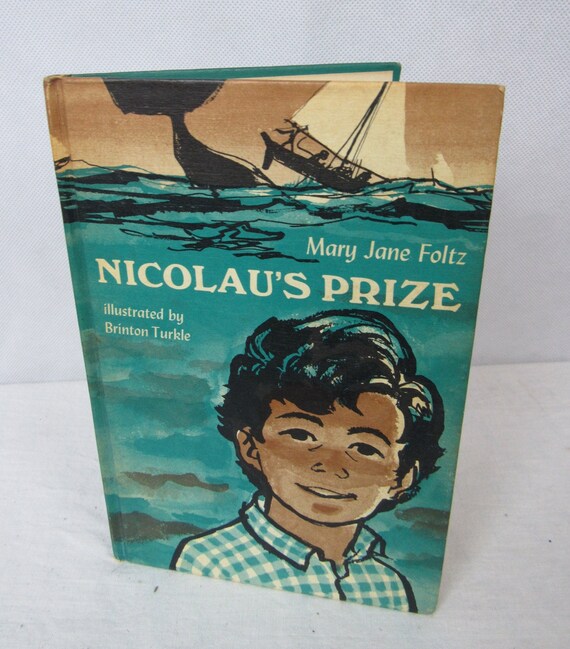 Mary Jane Foltz
NICOLAU'S PRIZE
illustrated by
Brinton Turkle